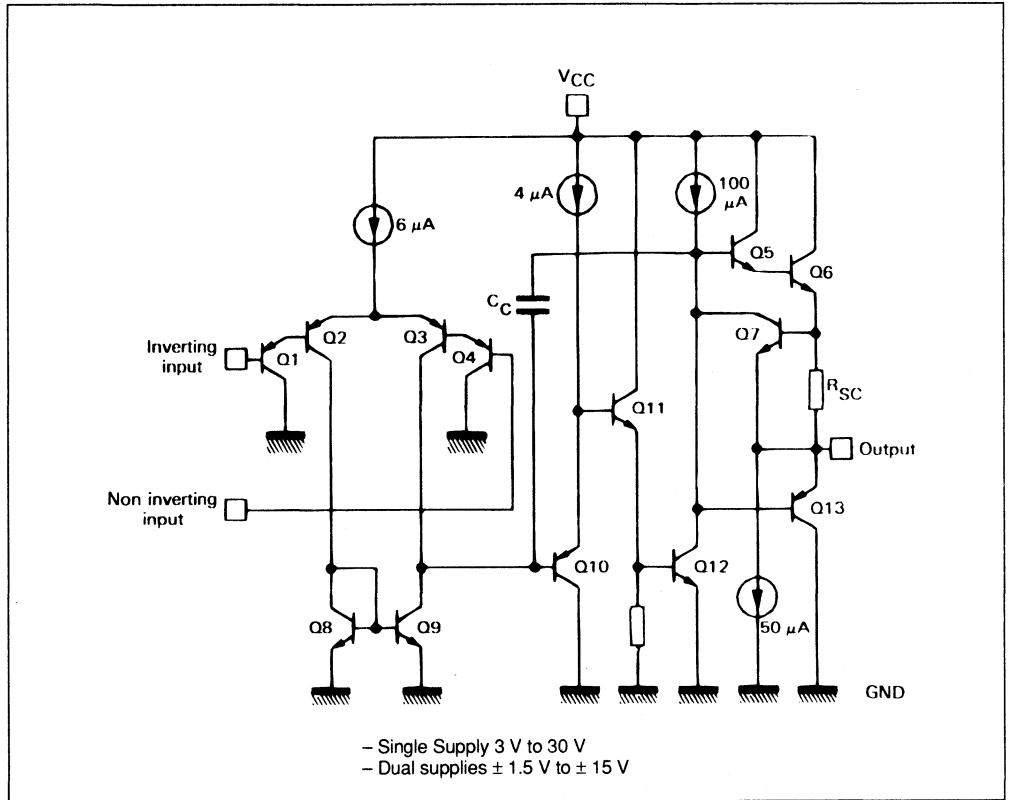 VCC
6 µA
4 µA
100
µA
Q5
Q6
CC
Q7
Inverting
input
Q1
Q2
Q3
Q4
RSC
Q11
Output
Non inverting
input
Q13
Q10
Q12
Q8
Q9
50 µA
GND
– Single Supply 3 V to 30 V
– Dual supplies ± 1.5 V to ± 15 V